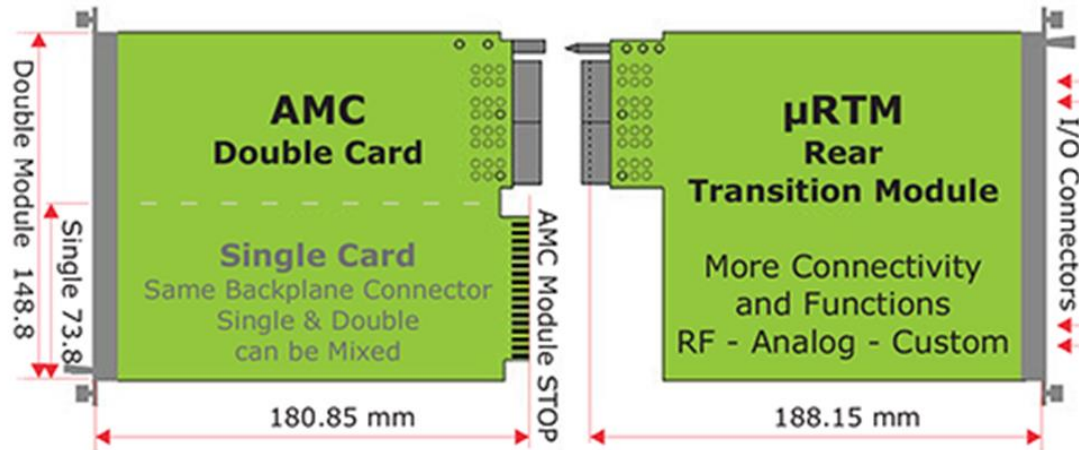 AMC
Double Card
Single Card
Same Backplane Connector
Single & Double
can be Mixed
Double Module 148.8
Single 73.8
180.85 mm
AMC Module STOP
µRTM
Rear
Transition Module
More Connectivity
and Functions
RF - Analog - Custom
188.15 mm
I/O Connectors